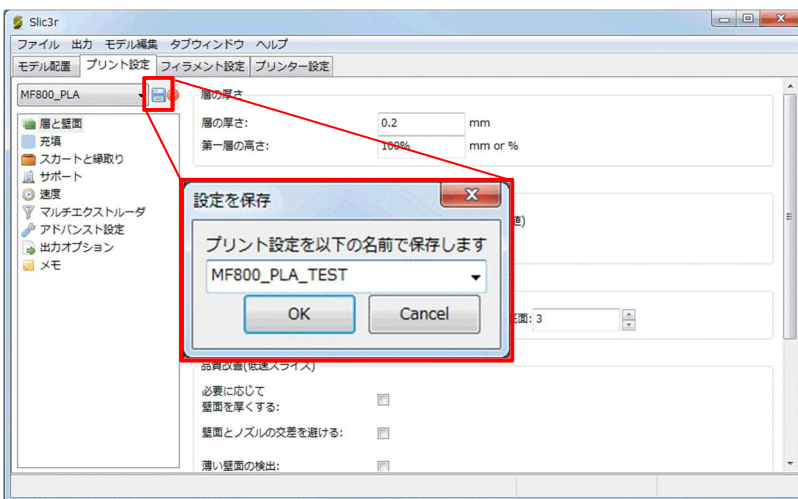 Slic3r
ファイル 出力 モデル編集 タブウィンドウ ヘルプ
モデル配置 プリント設定 フィラメント設定 プリンター設定
MF800_PLA
層と壁面
充填
スカートと縁取り
サポート
速度
マルチエクストルーダ
アドバンスト設定
出力オプション
メモ
層の厚さ
層の厚さ: 0.2 mm
第一層の高さ: 100% mm or %
設定を保存
プリント設定を以下の名前で保存します
MF800_PLA_TEST
OK Cancel
値)
底面: 3
品質改善(低速スライス)
必要に応じて
壁面を厚くする:
壁面とノズルの交差を避ける:
薄い壁面の検出: